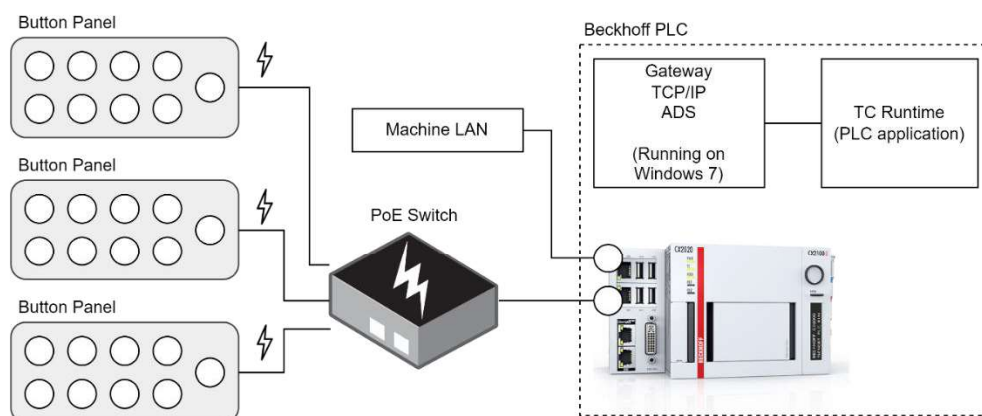 Button Panel
Button Panel
Button Panel
Machine LAN
PoE Switch
Beckhoff PLC
Gateway
TCP/IP
ADS
(Running on
Windows 7)
TC Runtime
(PLC application)
CX2020
CX2100-
BECKHOFF